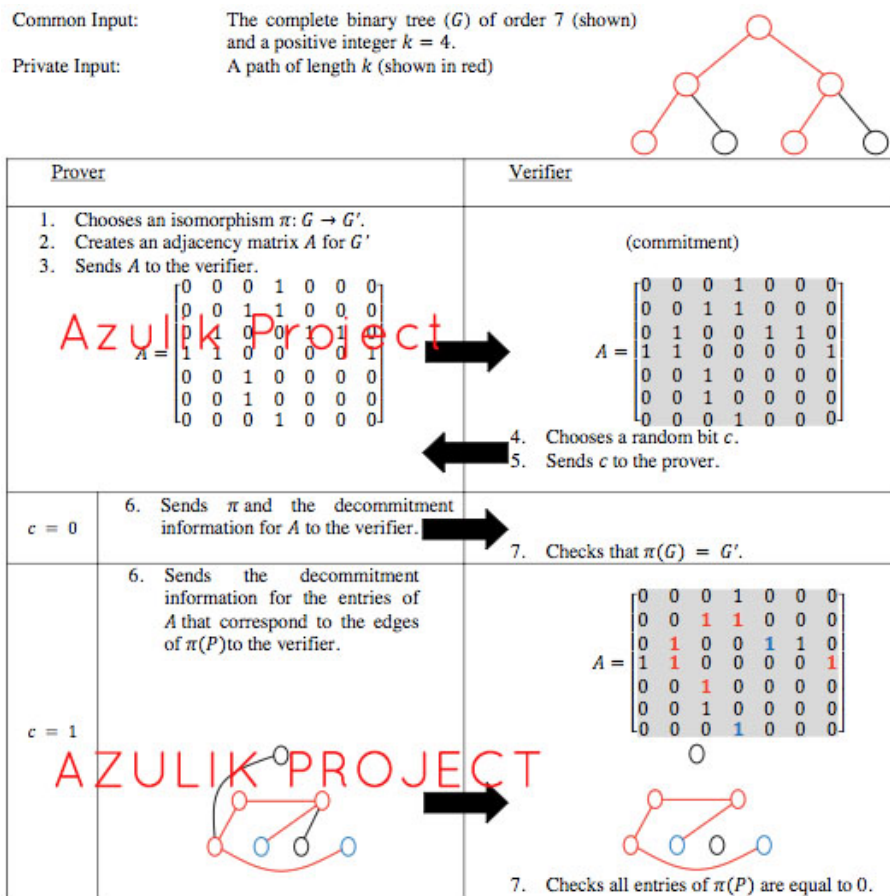 Common Input: The complete binary tree (G) of order 7 (shown)
and a positive integer k = 4.
Private Input: A path of length k (shown in red)
Prover
Verifier
1. Chooses an isomorphism π: G → G′.
2. Creates an adjacency matrix A for G′
3. Sends A to the verifier.
A =
0 0 0 1 0 0 0
0 0 1 1 0 0 0
0 1 0 0 1 1 0
1 1 0 0 0 0 1
0 0 1 0 0 0 0
0 0 1 0 0 0 0
0 0 0 1 0 0 0
Azulik Project
(commitment)
A =
0 0 0 1 0 0 0
0 0 1 1 0 0 0
0 1 0 0 1 1 0
1 1 0 0 0 0 1
0 0 1 0 0 0 0
0 0 1 0 0 0 0
0 0 0 1 0 0 0
4. Chooses a random bit c.
5. Sends c to the prover.
c = 0
6. Sends π and the decommitment
information for A to the verifier.
7. Checks that π(G) = G′.
c = 1
6. Sends the decommitment
information for the entries of
A that correspond to the edges
of π(P)to the verifier.
AZULIK PROJECT
A =
0 0 0 1 0 0 0
0 0 1 1 0 0 0
0 1 0 0 1 1 0
1 1 0 0 0 0 1
0 0 1 0 0 0 0
0 0 1 0 0 0 0
0 0 0 1 0 0 0
7. Checks all entries of π(P) are equal to 0.